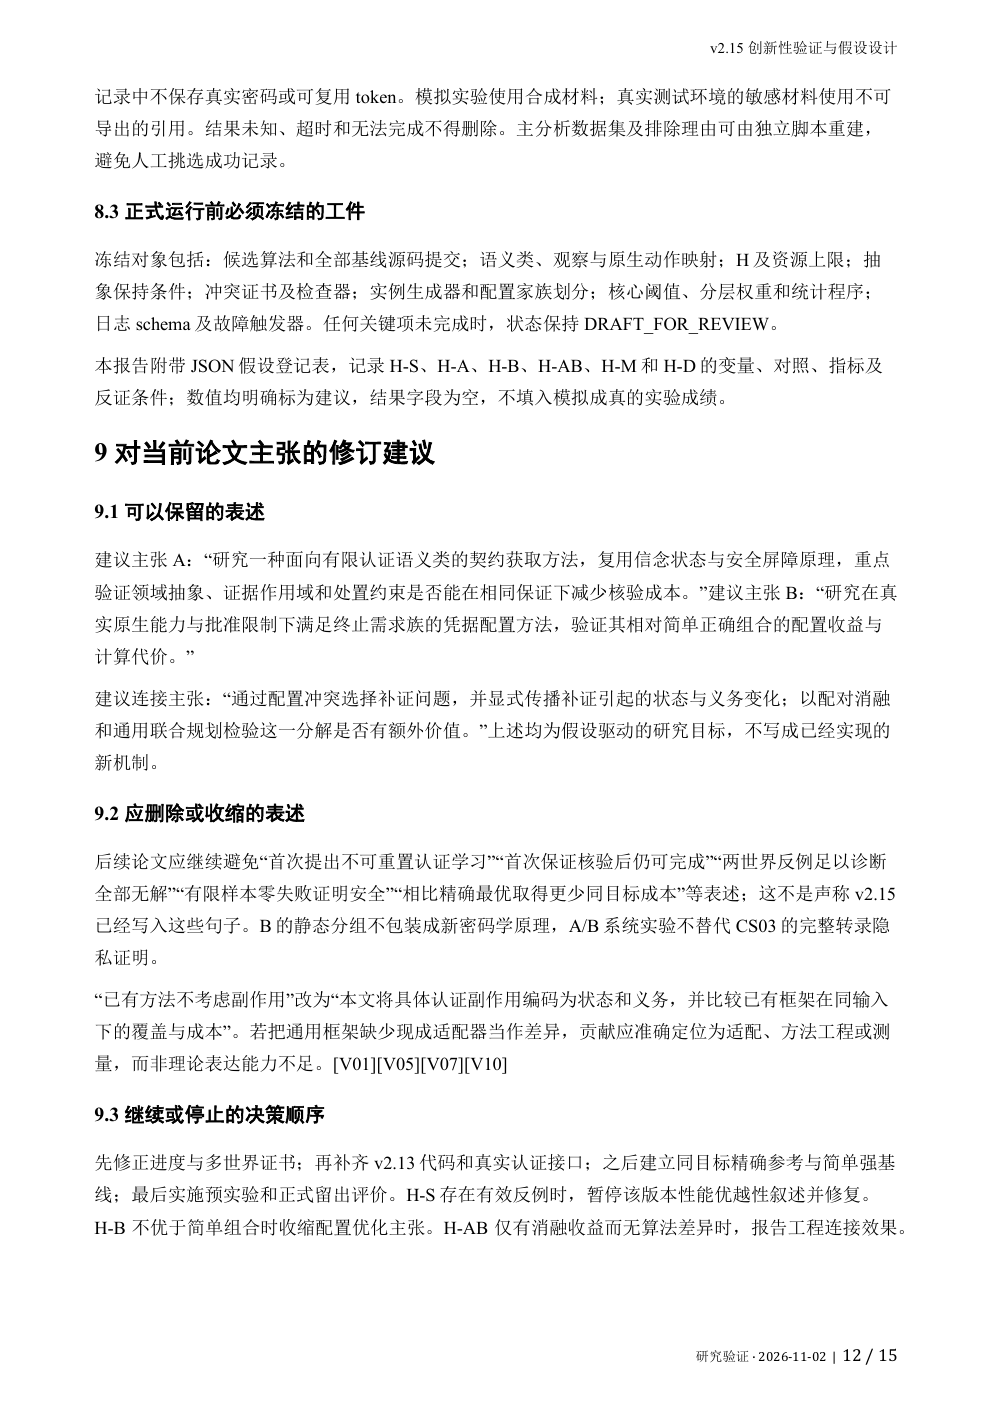 v2.15 创新性验证与假设设计
记录中不保存真实密码或可复用 token。模拟实验使用合成材料；真实测试环境的敏感材料使用不可
导出的引用。结果未知、超时和无法完成不得删除。主分析数据集及排除理由可由独立脚本重建，
避免人工挑选成功记录。
8.3 正式运行前必须冻结的工件
冻结对象包括：候选算法和全部基线源码提交；语义类、观察与原生动作映射；H 及资源上限；抽
象保持条件；冲突证书及检查器；实例生成器和配置家族划分；核心阈值、分层权重和统计程序；
日志 schema 及故障触发器。任何关键项未完成时，状态保持 DRAFT_FOR_REVIEW。
本报告附带 JSON 假设登记表，记录 H-S、H-A、H-B、H-AB、H-M 和 H-D 的变量、对照、指标及
反证条件；数值均明确标为建议，结果字段为空，不填入模拟成真的实验成绩。
9 对当前论文主张的修订建议
9.1 可以保留的表述
建议主张 A：“研究一种面向有限认证语义类的契约获取方法，复用信念状态与安全屏障原理，重点
验证领域抽象、证据作用域和处置约束是否能在相同保证下减少核验成本。”建议主张 B：“研究在真
实原生能力与批准限制下满足终止需求族的凭据配置方法，验证其相对简单正确组合的配置收益与
计算代价。”
建议连接主张：“通过配置冲突选择补证问题，并显式传播补证引起的状态与义务变化；以配对消融
和通用联合规划检验这一分解是否有额外价值。”上述均为假设驱动的研究目标，不写成已经实现的
新机制。
9.2 应删除或收缩的表述
后续论文应继续避免“首次提出不可重置认证学习”“首次保证核验后仍可完成”“两世界反例足以诊断
全部无解”“有限样本零失败证明安全”“相比精确最优取得更少同目标成本”等表述；这不是声称 v2.15
已经写入这些句子。B 的静态分组不包装成新密码学原理，A/B 系统实验不替代 CS03 的完整转录隐
私证明。
“已有方法不考虑副作用”改为“本文将具体认证副作用编码为状态和义务，并比较已有框架在同输入
下的覆盖与成本”。若把通用框架缺少现成适配器当作差异，贡献应准确定位为适配、方法工程或测
量，而非理论表达能力不足。[V01][V05][V07][V10]
9.3 继续或停止的决策顺序
先修正进度与多世界证书；再补齐 v2.13 代码和真实认证接口；之后建立同目标精确参考与简单强基
线；最后实施预实验和正式留出评价。H-S 存在有效反例时，暂停该版本性能优越性叙述并修复。
H-B 不优于简单组合时收缩配置优化主张。H-AB 仅有消融收益而无算法差异时，报告工程连接效果。
研究验证 · 2026-11-02 | 12 / 15